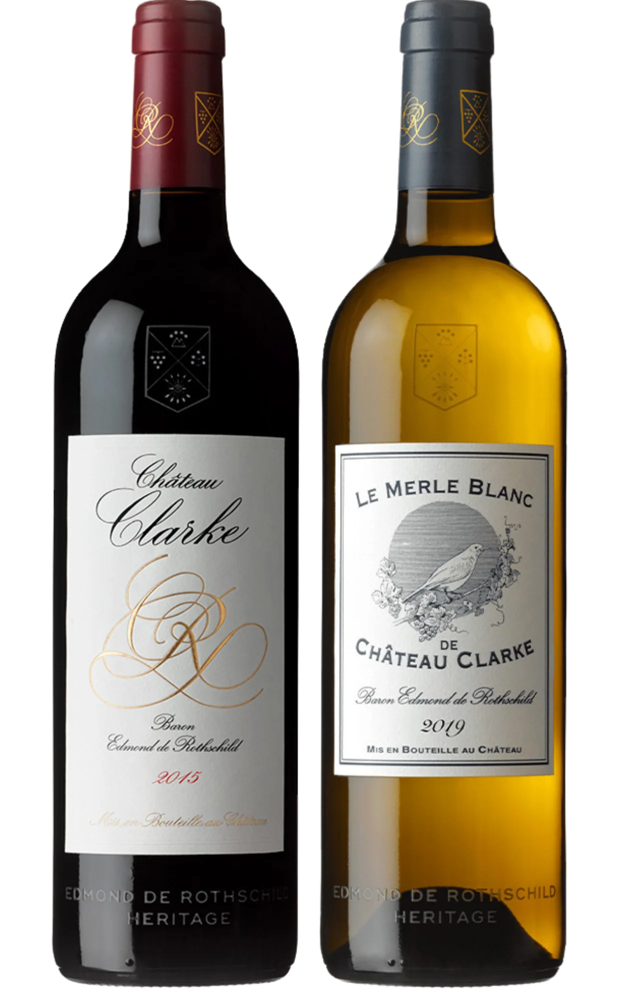 Château
Clarke
Baron
Edmond de Rothschild
2015
Mis en Bouteille au Château
EDMOND DE ROTHSCHILD
HERITAGE
LE MERLE BLANC
DE
CHÂTEAU CLARKE
Baron Edmond de Rothschild
2019
MIS EN BOUTEILLE AU CHÂTEAU
EDMOND DE ROTHSCHILD
HERITAGE